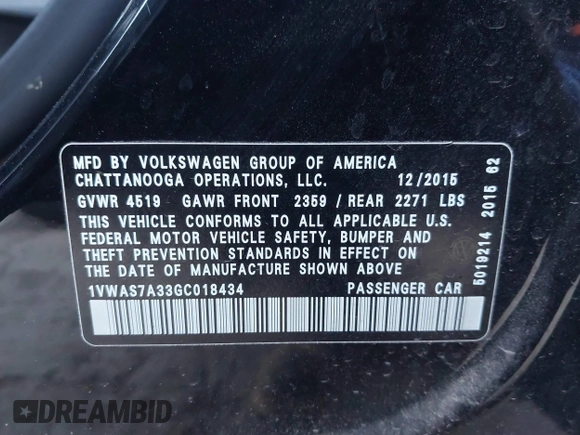 MFD BY VOLKSWAGEN GROUP OF AMERICA
CHATTANOOGA OPERATIONS, LLC. 12/2015
GVWR 4519 GAWR FRONT 2359 / REAR 2271 LBS
THIS VEHICLE CONFORMS TO ALL APPLICABLE U.S.
FEDERAL MOTOR VEHICLE SAFETY, BUMPER AND
THEFT PREVENTION STANDARDS IN EFFECT ON
THE DATE OF MANUFACTURE SHOWN ABOVE
1VWAS7A33GC018434 PASSENGER CAR
5019214 2015 62
DREAMBID